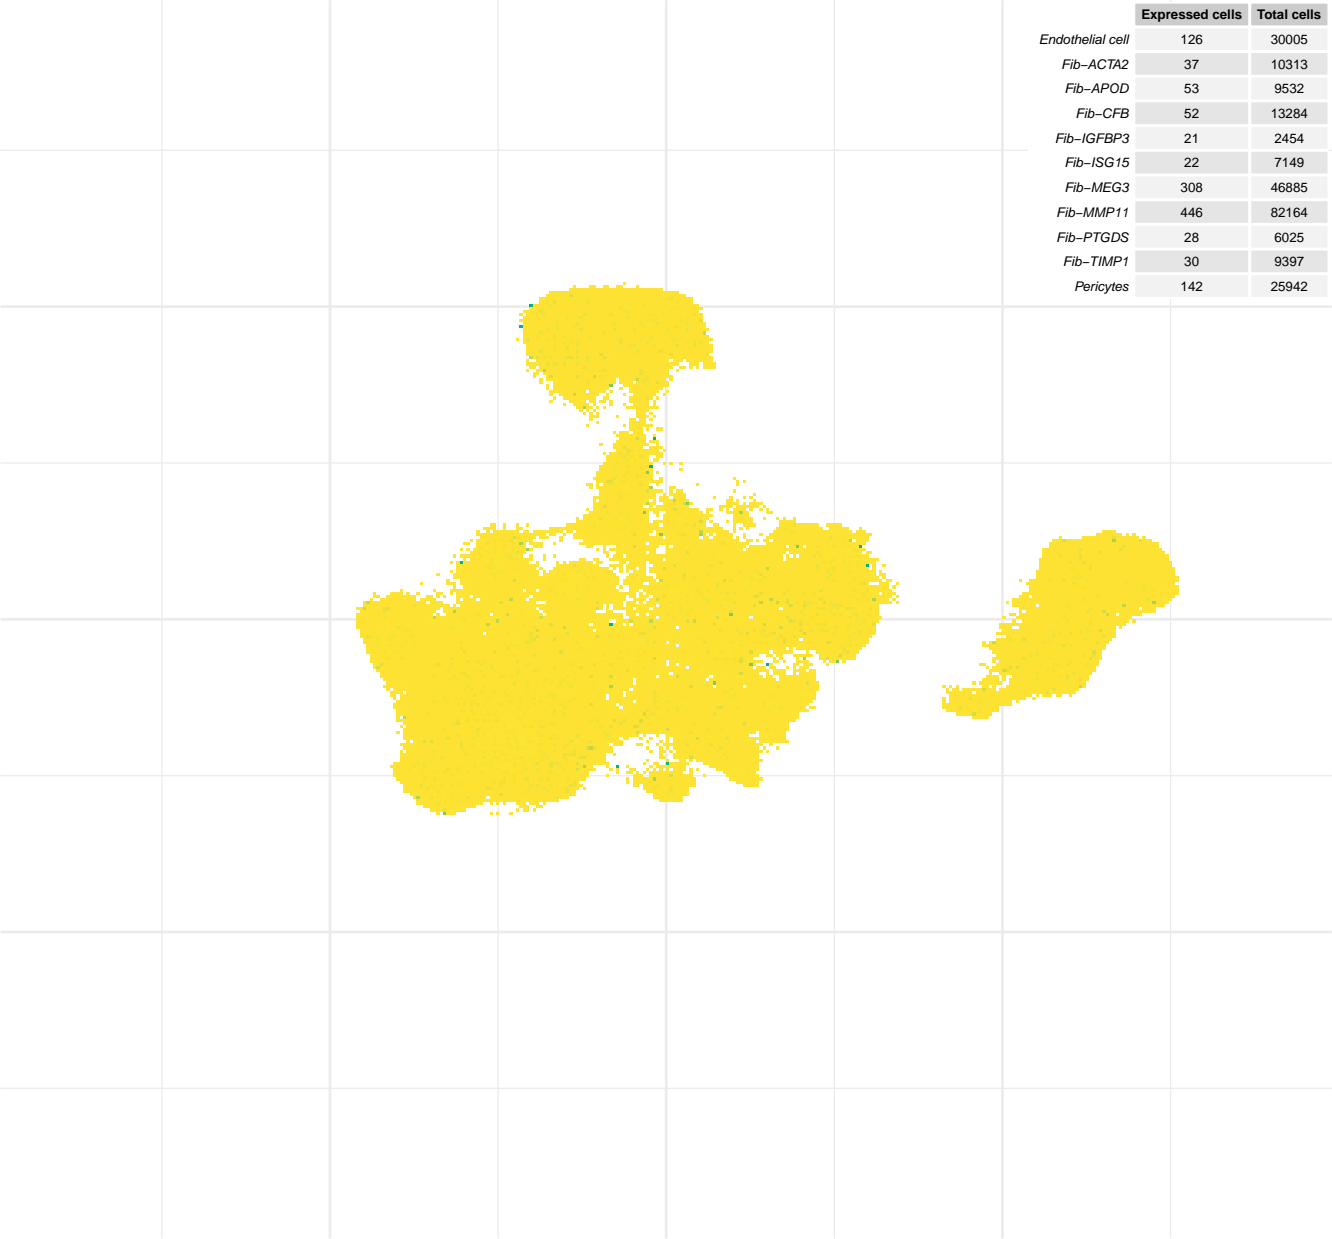 Expressed cells Total cells
Endothelial cell 126 30005
Fib−ACTA2 37 10313
Fib−APOD 53 9532
Fib−CFB 52 13284
Fib−IGFBP3 21 2454
Fib−ISG15 22 7149
Fib−MEG3 308 46885
Fib−MMP11 446 82164
Fib−PTGDS 28 6025
Fib−TIMP1 30 9397
Pericytes 142 25942